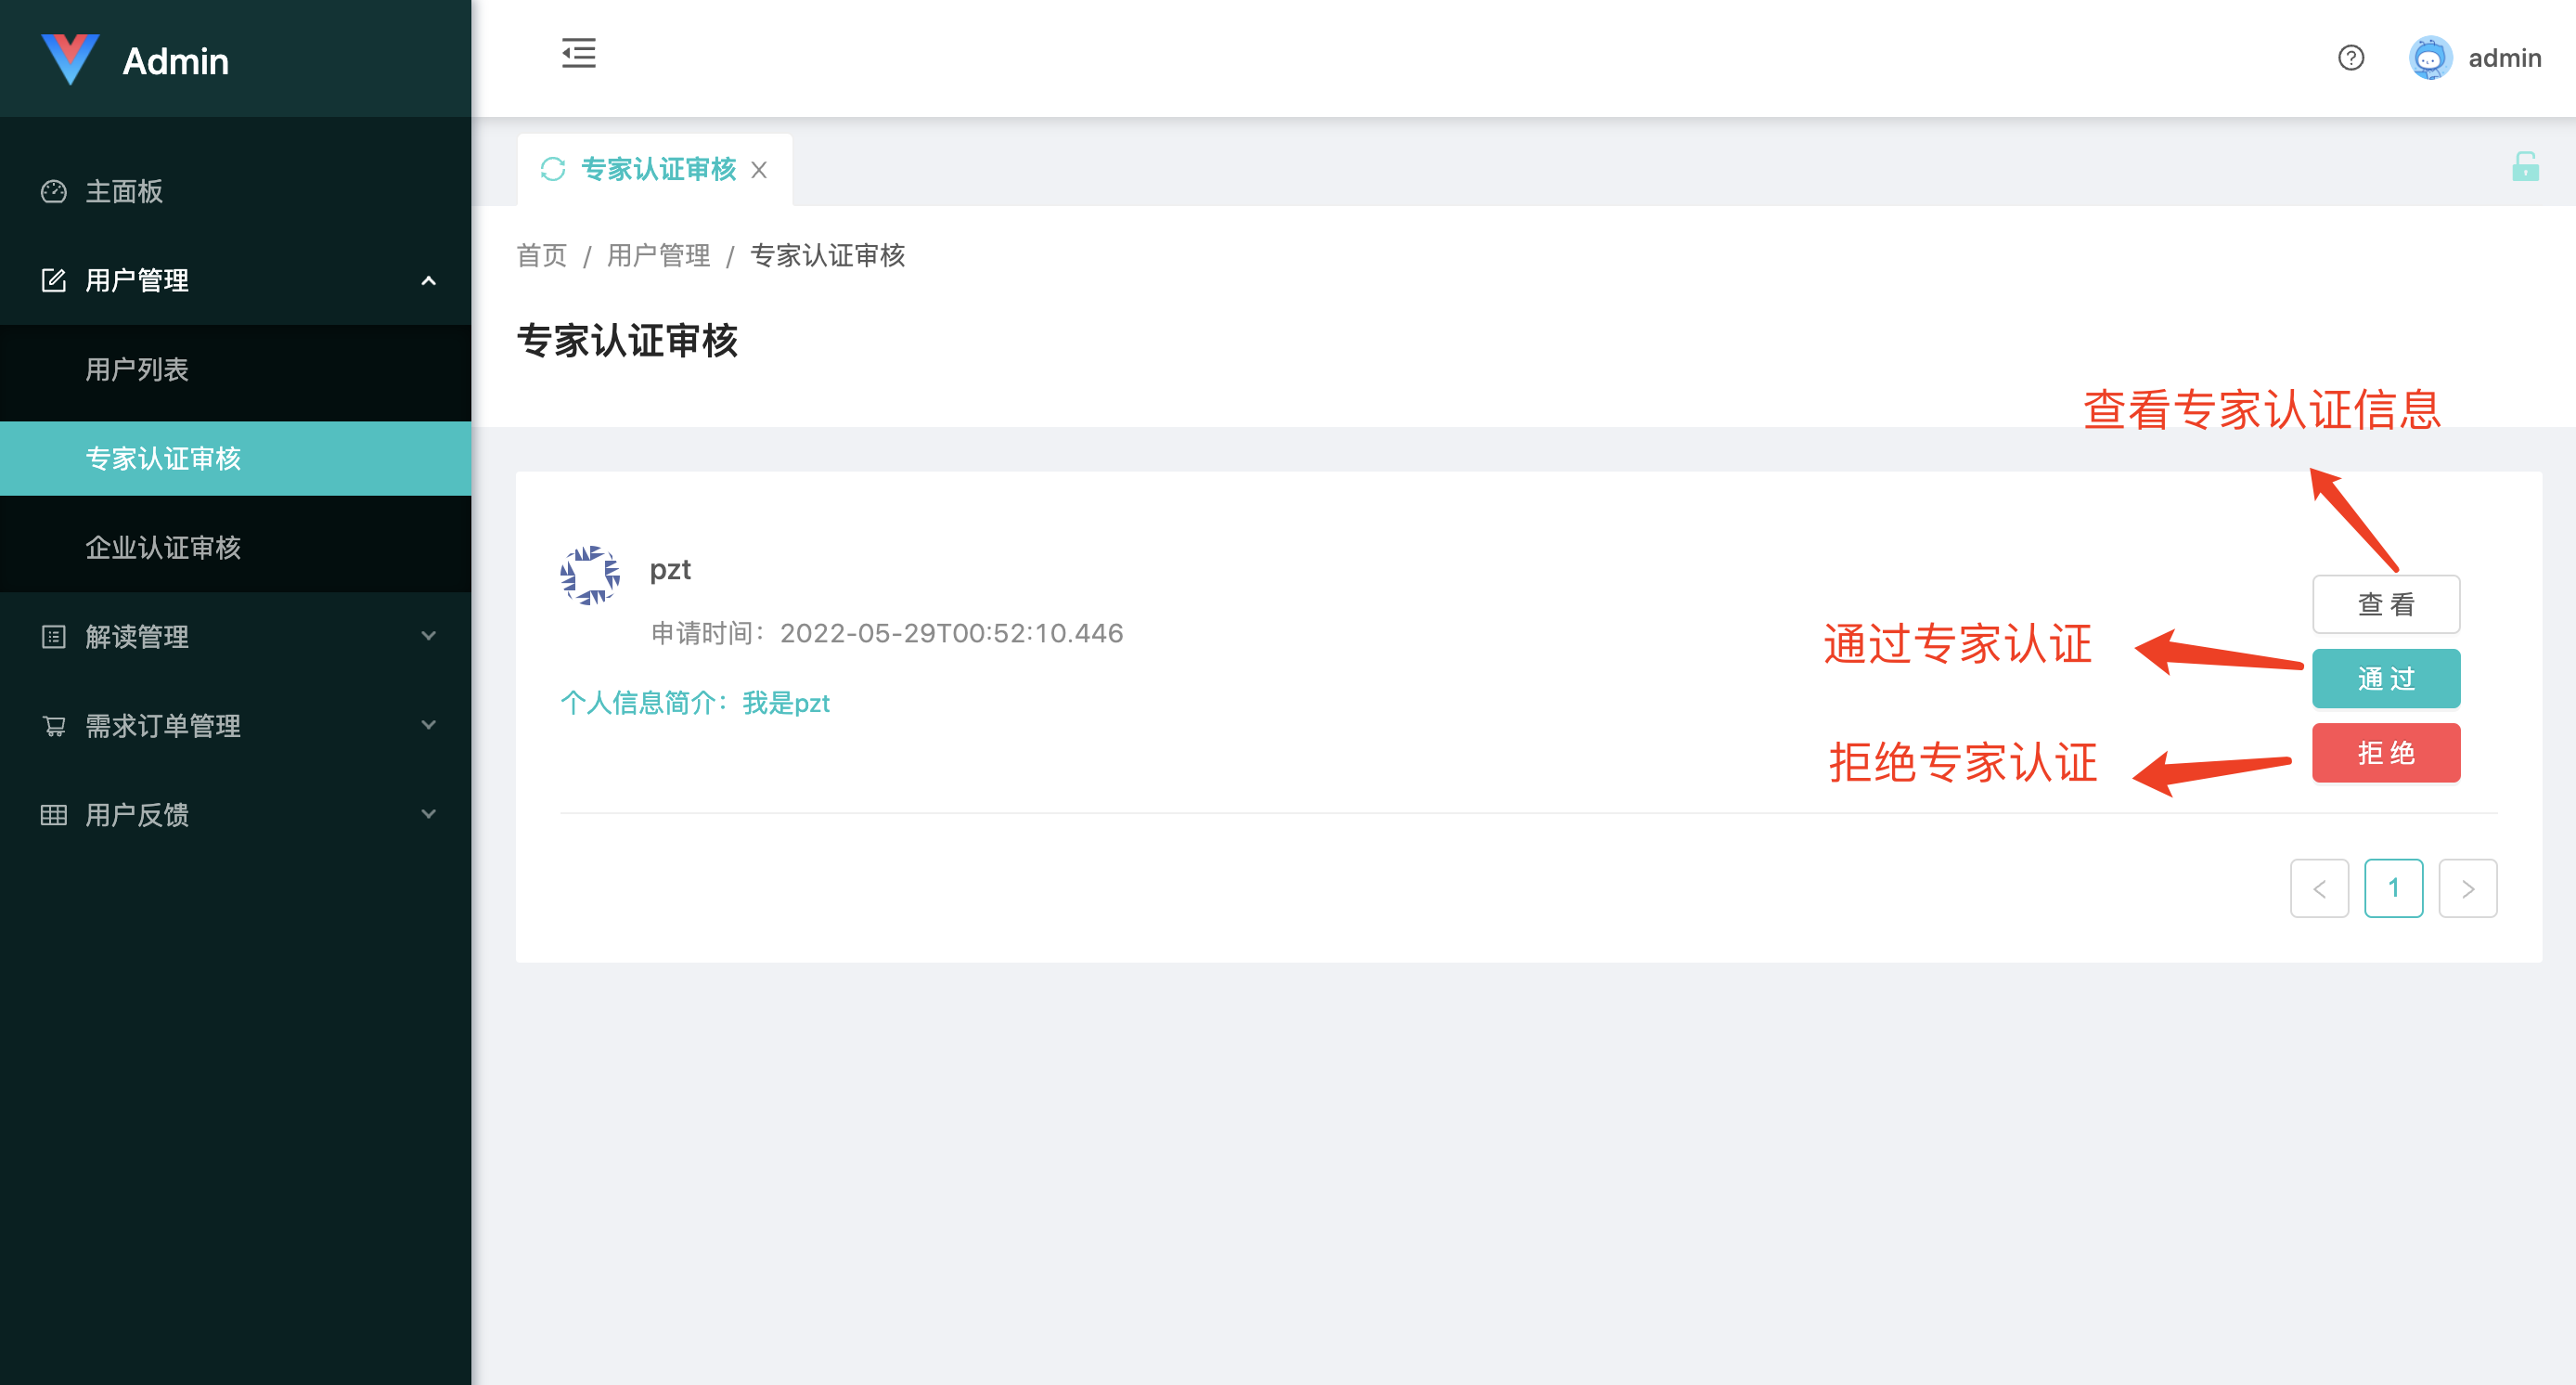 Admin
admin
主面板
用户管理
用户列表
专家认证审核
企业认证审核
解读管理
需求订单管理
用户反馈
专家认证审核
首页 / 用户管理 / 专家认证审核
专家认证审核
查看专家认证信息
pzt
申请时间：2022-05-29T00:52:10.446
个人信息简介：我是pzt
查看
通过专家认证
通过
拒绝专家认证
拒绝
1